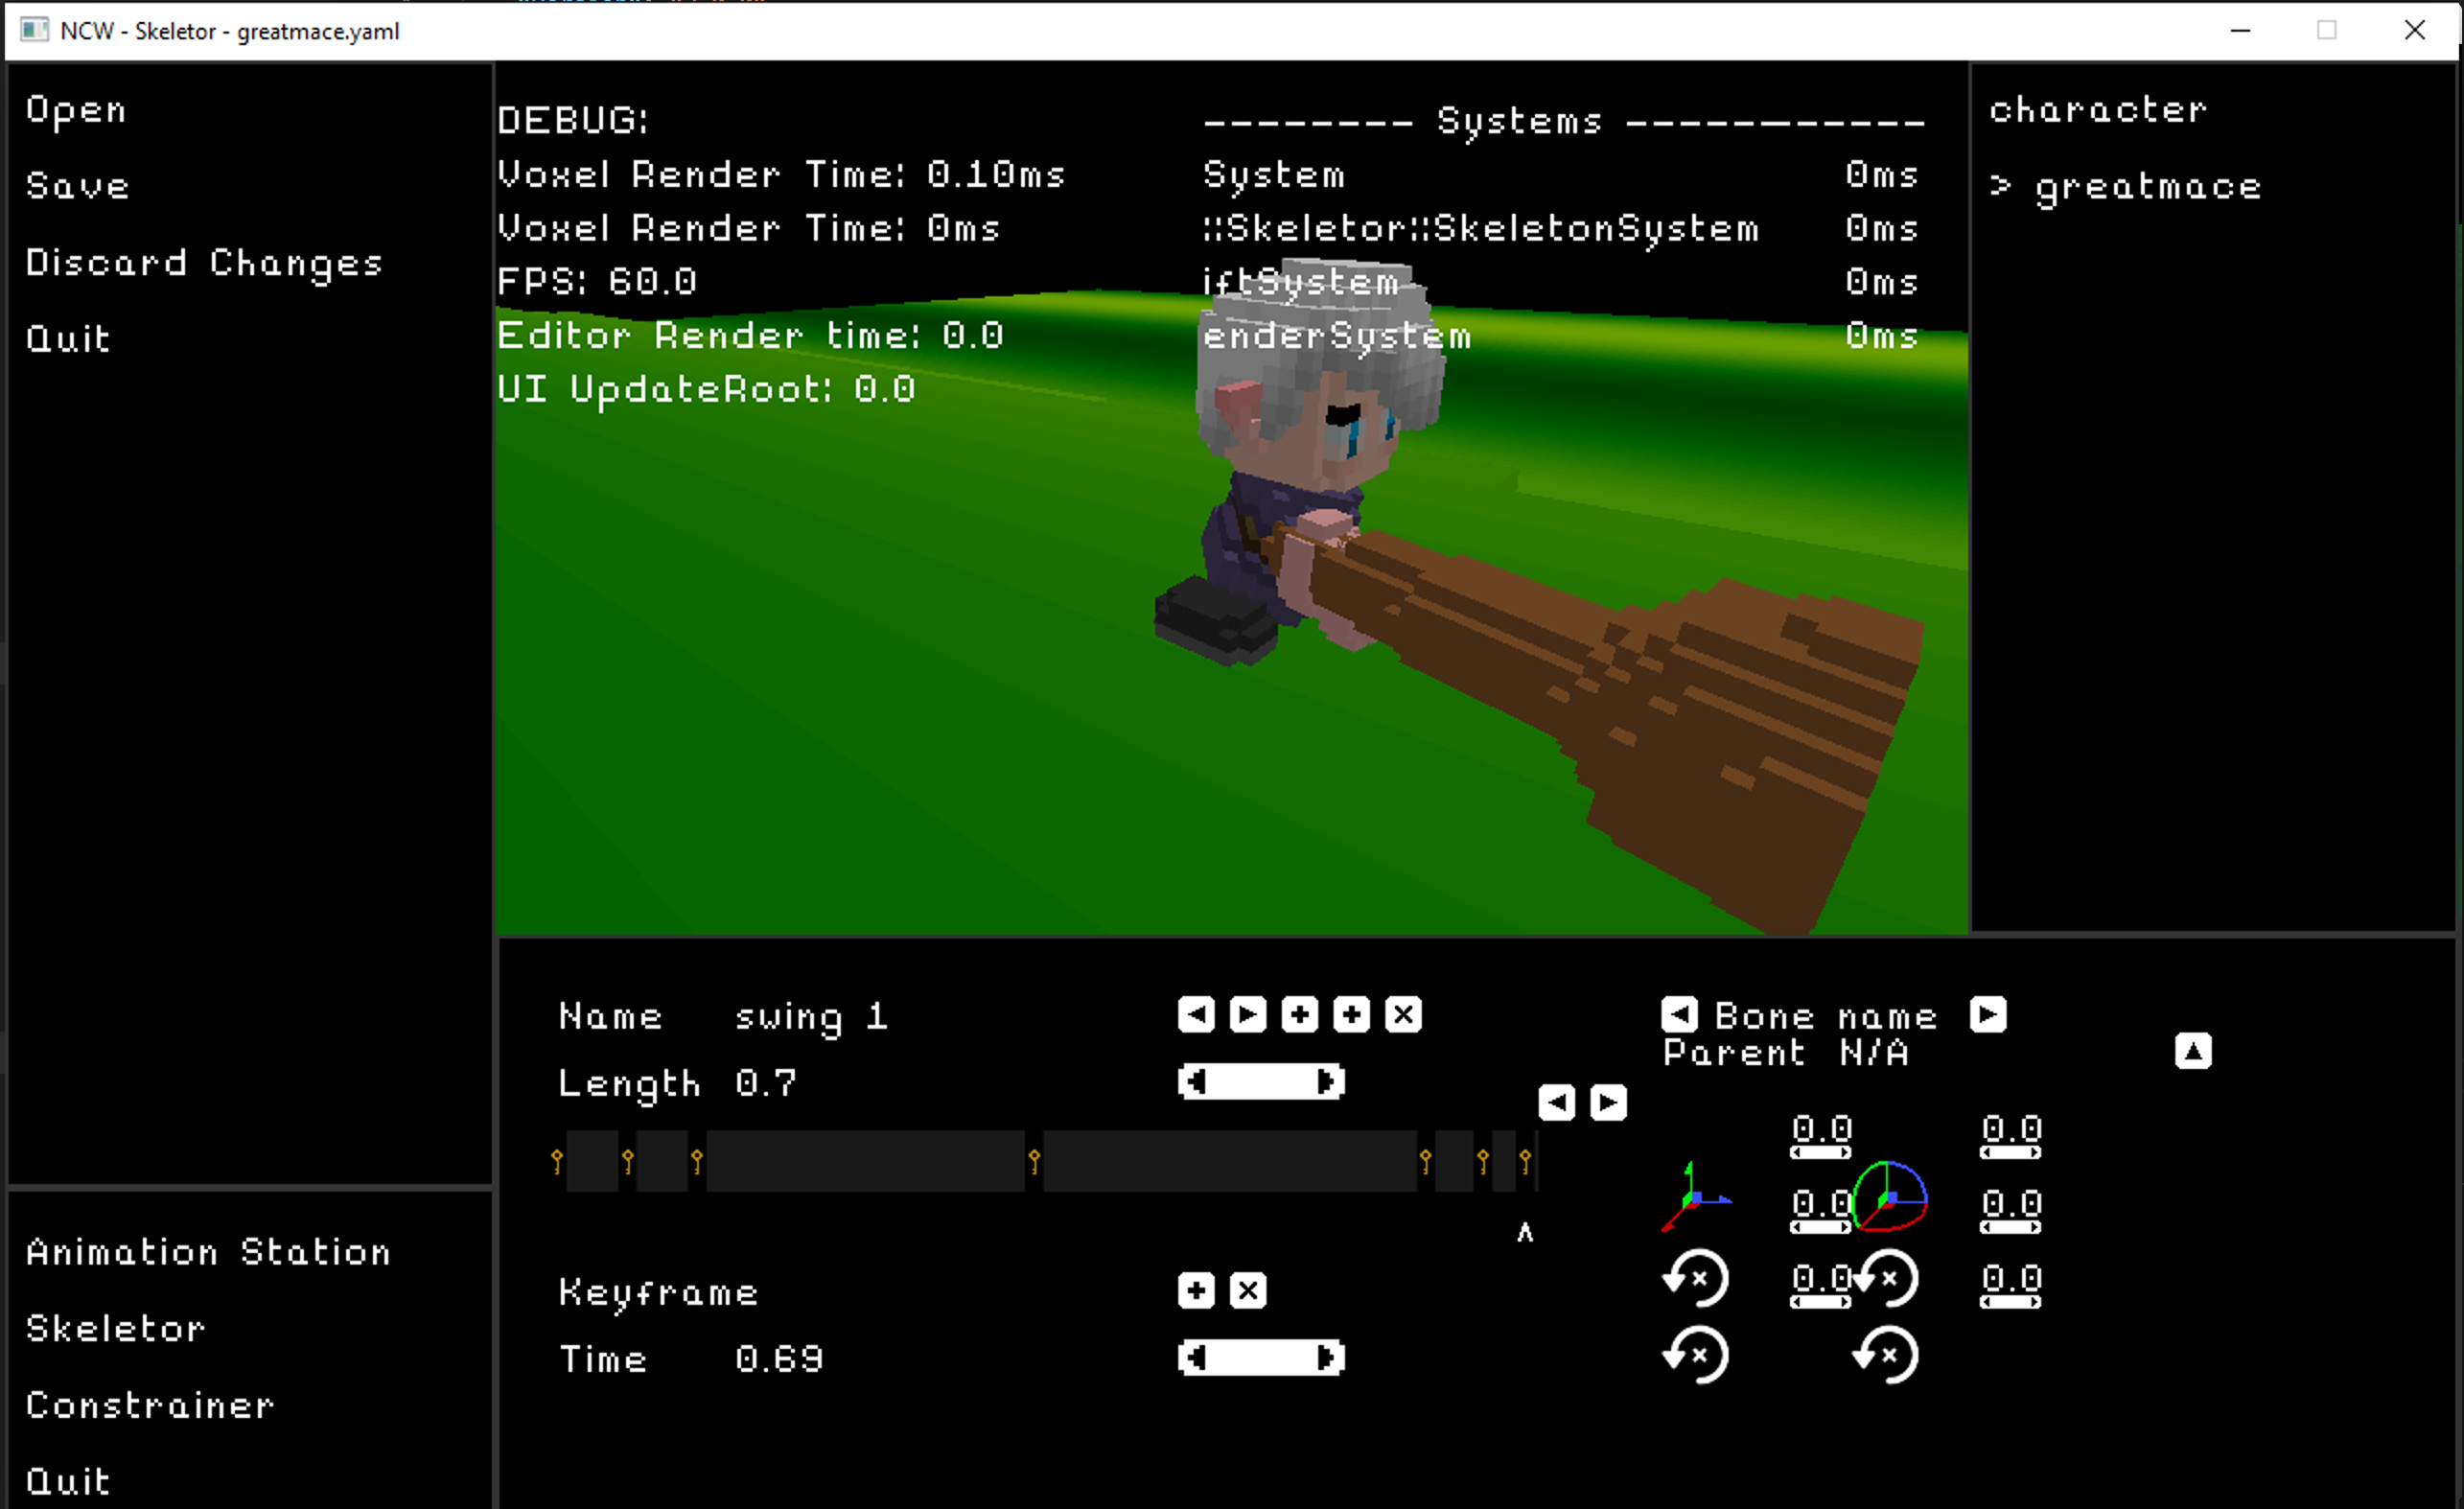 NCW - Skeletor - greatmace.yaml
Open
Save
Discard Changes
Quit
DEBUG:
Voxel Render Time: 0.10ms
Voxel Render Time: 0ms
FPS: 60.0
Editor Render time: 0.0
UI UpdateRoot: 0.0
-------- Systems -----------
System 0ms
::Skeletor::SkeletonSystem 0ms
iftSystem 0ms
enderSystem 0ms
character
> greatmace
Name swing 1
Length 0.7
Keyframe
Time 0.69
Bone name
Parent N/A
0.0 0.0
0.0 0.0
0.0 0.0
Animation Station
Skeletor
Constrainer
Quit